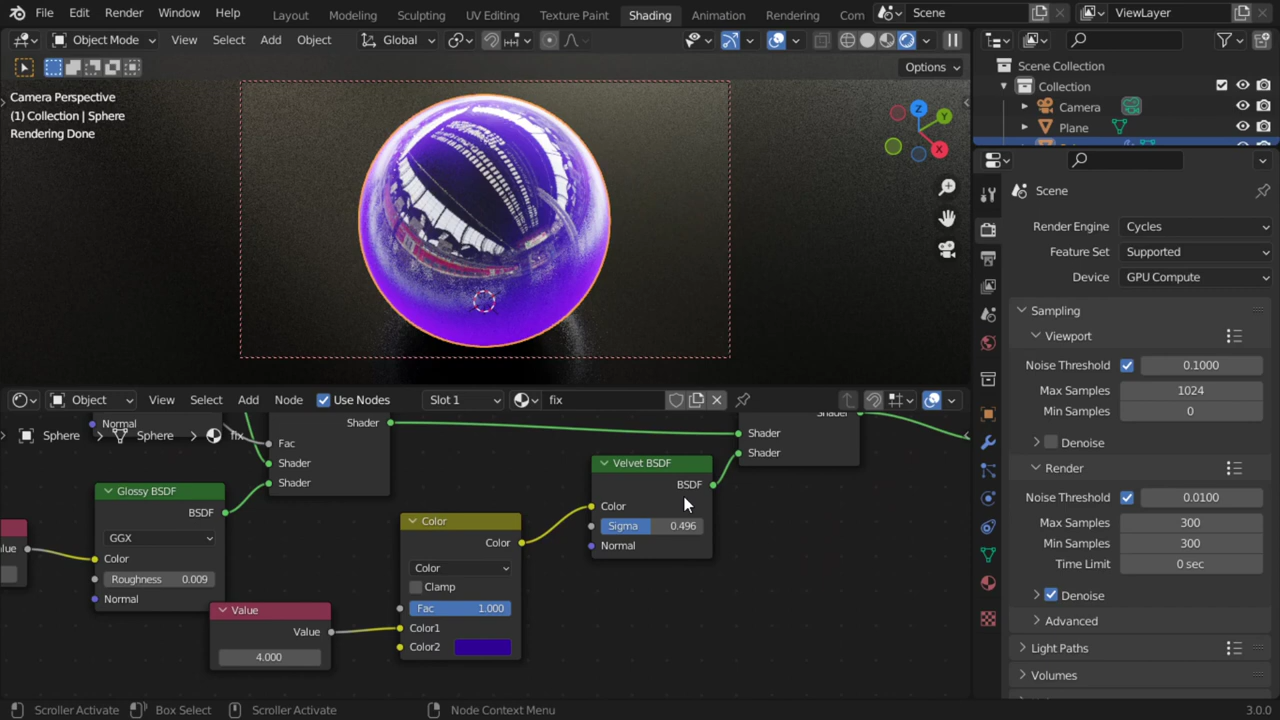 File Edit Render Window Help Layout Modeling Sculpting UV Editing Texture Paint Shading Animation Rendering Com Scene ViewLayer
Object Mode View Select Add Object Global
Options
Camera Perspective
(1) Collection | Sphere
Rendering Done
Z
Y
X
Scene Collection
Collection
Camera
Plane
Scene
Render Engine Cycles
Feature Set Supported
Device GPU Compute
Sampling
Viewport
Noise Threshold 0.1000
Max Samples 1024
Min Samples 0
Denoise
Render
Noise Threshold 0.0100
Max Samples 300
Min Samples 300
Time Limit 0 sec
Denoise
Advanced
Light Paths
Volumes
Object View Select Add Node Use Nodes Slot 1 fix
Sphere Sphere fix
Normal
Shader
Fac
Shader
Shader
Glossy BSDF
BSDF
GGX
Color
Roughness 0.009
Normal
Value
Value
4.000
Color
Color
Color
Clamp
Fac 1.000
Color1
Color2
Velvet BSDF
BSDF
Color
Sigma 0.496
Normal
Shader
Shader
Scroller Activate Box Select Scroller Activate Node Context Menu 3.0.0